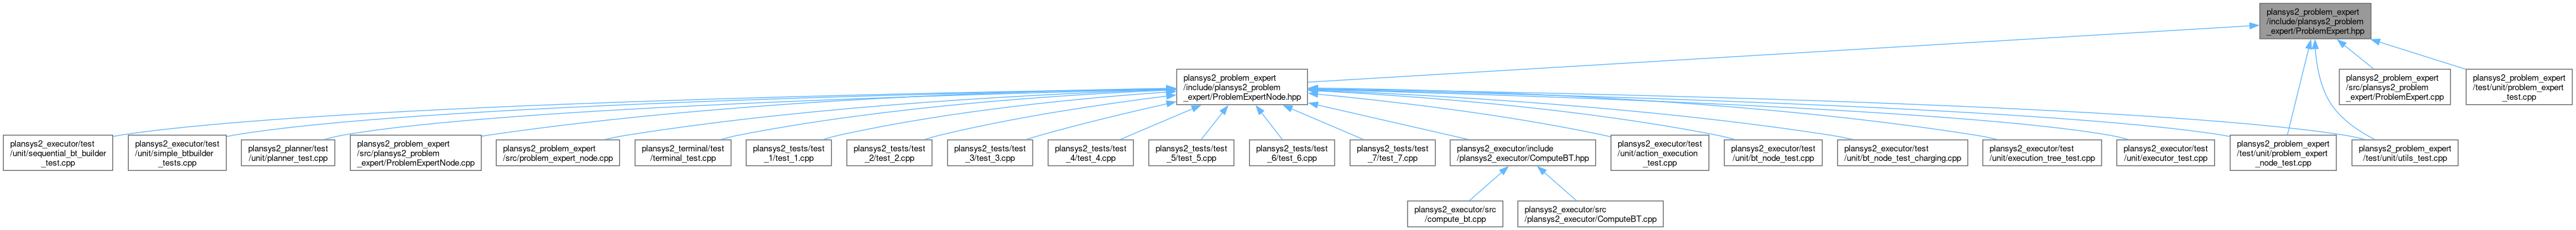 plansys2_problem_expert
/include/plansys2_problem
_expert/ProblemExpert.hpp
plansys2_problem_expert
/include/plansys2_problem
_expert/ProblemExpertNode.hpp
plansys2_problem_expert
/src/plansys2_problem
_expert/ProblemExpert.cpp
plansys2_problem_expert
/test/unit/problem_expert
_test.cpp
plansys2_executor/test
/unit/sequential_bt_builder
_test.cpp
plansys2_executor/test
/unit/simple_btbuilder
_tests.cpp
plansys2_planner/test
/unit/planner_test.cpp
plansys2_problem_expert
/src/plansys2_problem
_expert/ProblemExpertNode.cpp
plansys2_problem_expert
/src/problem_expert_node.cpp
plansys2_terminal/test
/terminal_test.cpp
plansys2_tests/test
_1/test_1.cpp
plansys2_tests/test
_2/test_2.cpp
plansys2_tests/test
_3/test_3.cpp
plansys2_tests/test
_4/test_4.cpp
plansys2_tests/test
_5/test_5.cpp
plansys2_tests/test
_6/test_6.cpp
plansys2_tests/test
_7/test_7.cpp
plansys2_executor/include
/plansys2_executor/ComputeBT.hpp
plansys2_executor/test
/unit/action_execution
_test.cpp
plansys2_executor/test
/unit/bt_node_test.cpp
plansys2_executor/test
/unit/bt_node_test_charging.cpp
plansys2_executor/test
/unit/execution_tree_test.cpp
plansys2_executor/test
/unit/executor_test.cpp
plansys2_problem_expert
/test/unit/problem_expert
_node_test.cpp
plansys2_problem_expert
/test/unit/utils_test.cpp
plansys2_executor/src
/compute_bt.cpp
plansys2_executor/src
/plansys2_executor/ComputeBT.cpp